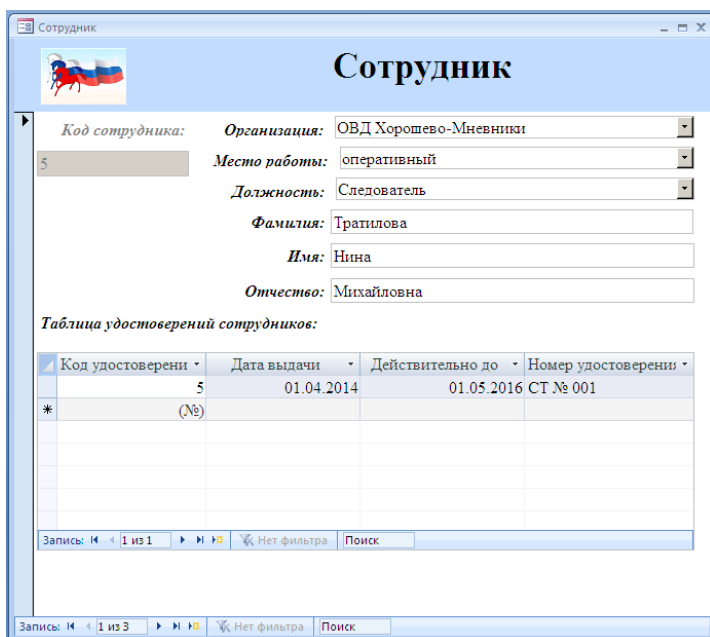 Сотрудник
Сотрудник
Код сотрудника:
5
Организация: ОВД Хорошево-Мневники
Место работы: оперативный
Должность: Следователь
Фамилия: Тратилова
Имя: Нина
Отчество: Михайловна
Таблица удостоверений сотрудников:
Код удостоверени Дата выдачи Действительно до Номер удостоверения
5 01.04.2014 01.05.2016 СТ № 001
(№)
Запись: 1 из 1 Нет фильтра Поиск
Запись: 1 из 3 Нет фильтра Поиск